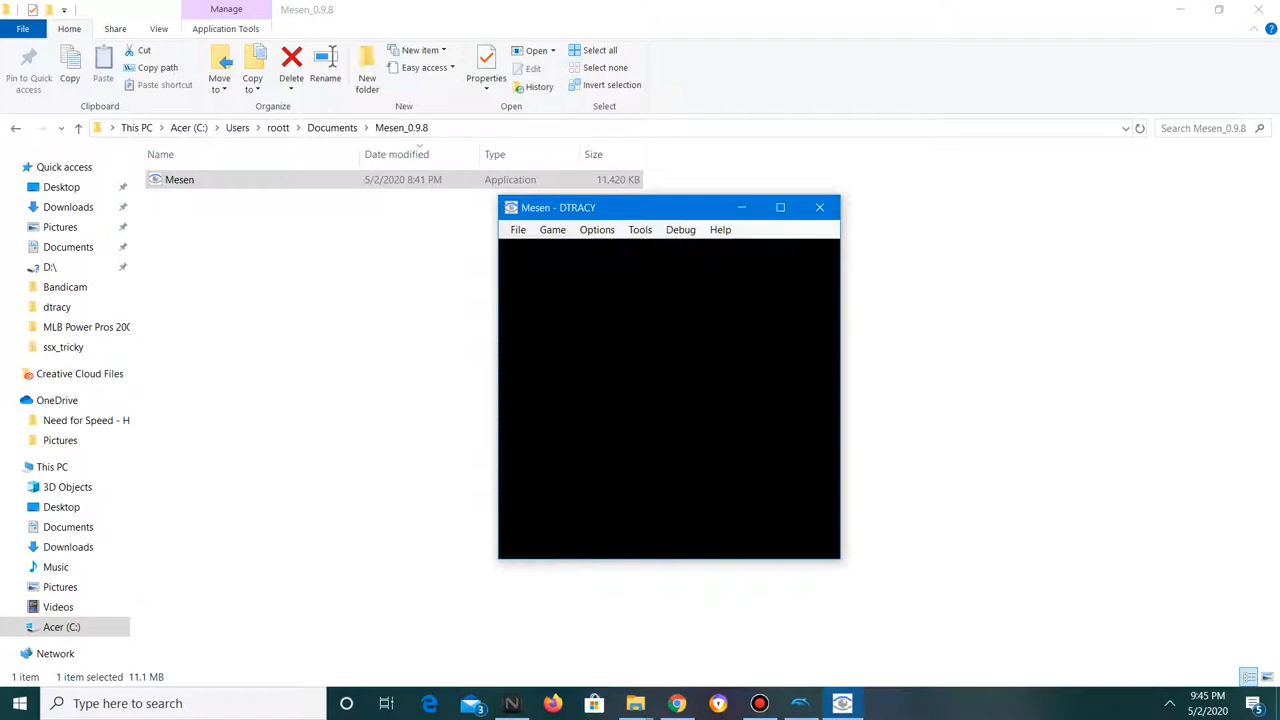 Manage
Mesen_0.9.8
File
Home
Share
View
Application Tools
Pin to Quick access
Copy
Paste
Cut
Copy path
Paste shortcut
Clipboard
Move to
Copy to
Delete
Rename
Organize
New folder
New item
Easy access
New
Properties
Open
Edit
History
Open
Select all
Select none
Invert selection
Select
This PC
Acer (C:)
Users
roott
Documents
Mesen_0.9.8
Search Mesen_0.9.8
Name
Date modified
Type
Size
Mesen
5/2/2020 8:41 PM
Application
11,420 KB
Quick access
Desktop
Downloads
Pictures
Documents
D:\
Bandicam
dtracy
MLB Power Pros 200
ssx_tricky
Creative Cloud Files
OneDrive
Need for Speed - H
Pictures
This PC
3D Objects
Desktop
Documents
Downloads
Music
Pictures
Videos
Acer (C:)
Network
Mesen - DTRACY
File
Game
Options
Tools
Debug
Help
1 item
1 item selected 11.1 MB
Type here to search
3
9:45 PM
5/2/2020
5